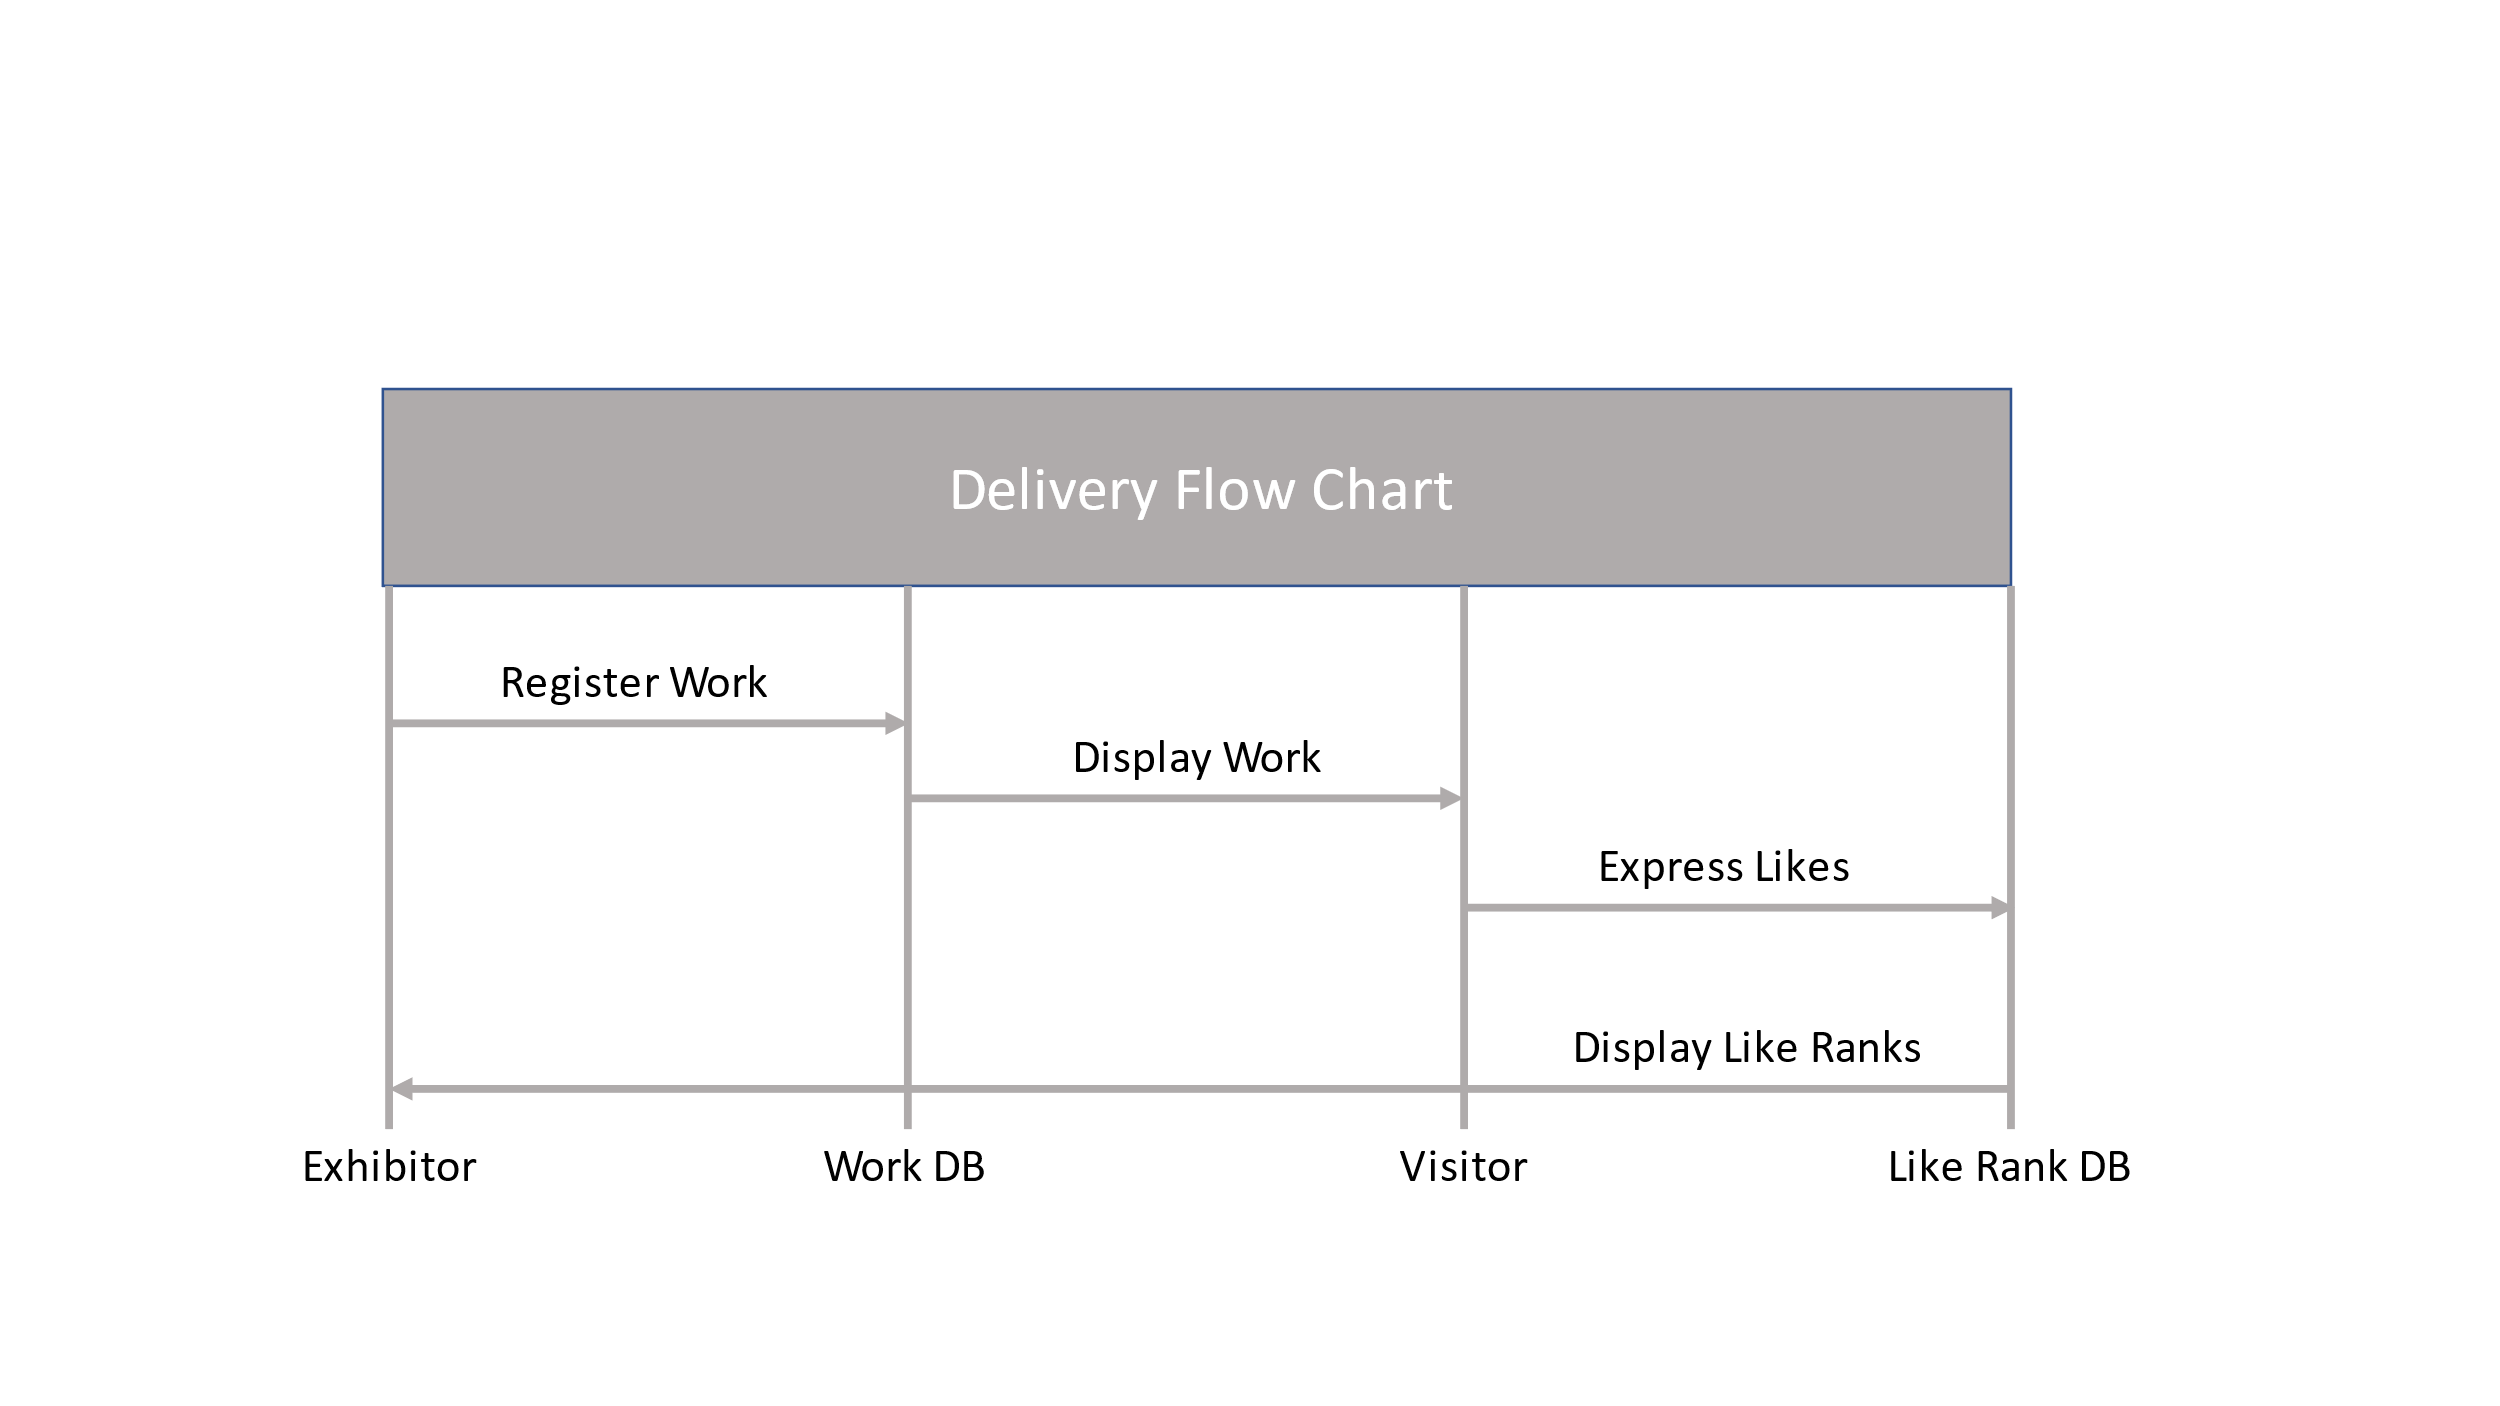 Delivery Flow Chart
Register Work
Display Work
Express Likes
Display Like Ranks
Exhibitor
Work DB
Visitor
Like Rank DB